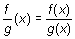 f/g (x) = f(x)/g(x)